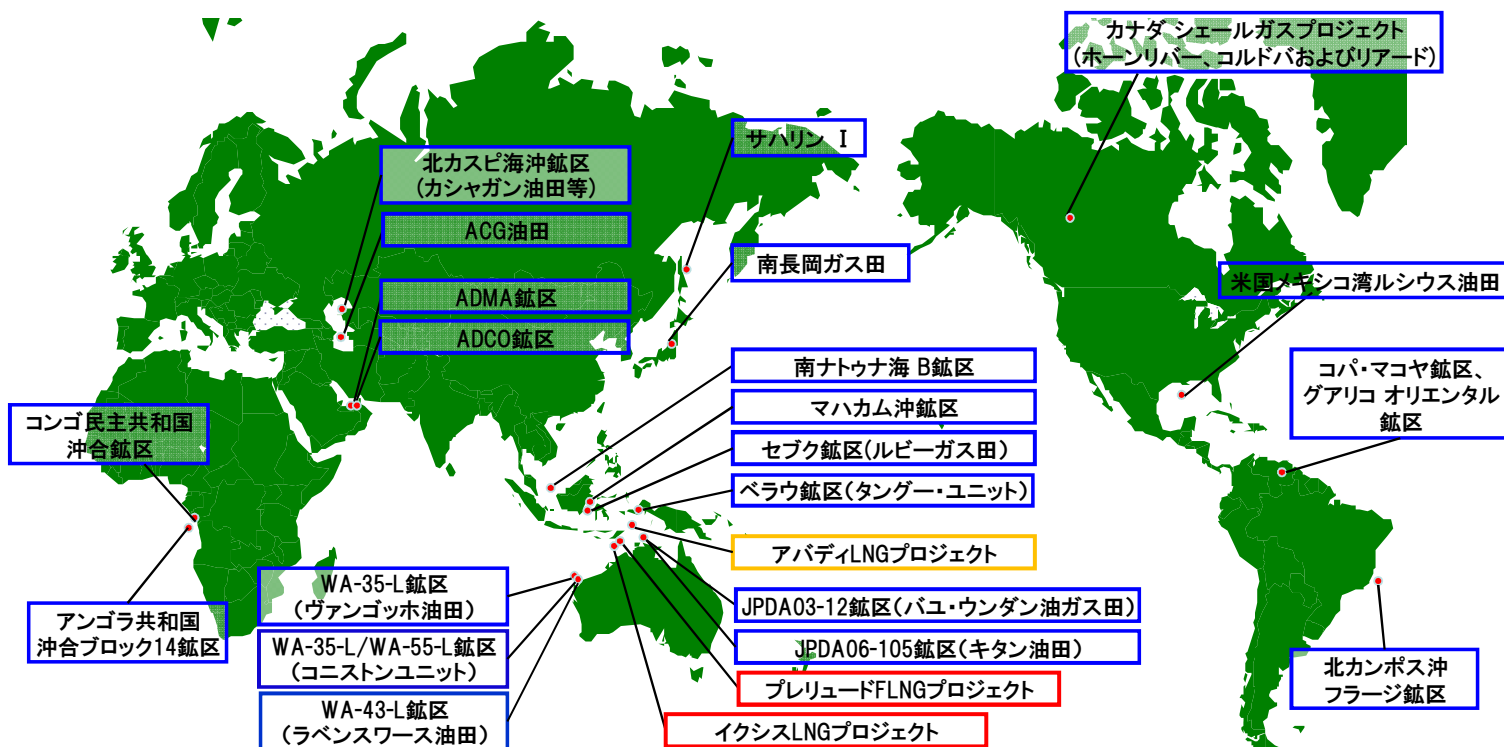 カナダ シェールガスプロジェクト
(ホーンリバー、コルドバおよびリアード)
サハリン Ⅰ
北カスピ海沖鉱区
(カシャガン油田等)
ACG油田
南長岡ガス田
米国メキシコ湾ルシウス油田
ADMA鉱区
ADCO鉱区
南ナトゥナ海 B鉱区
コパ・マコヤ鉱区、
グアリコ オリエンタル
鉱区
マハカム沖鉱区
コンゴ民主共和国
沖合鉱区
セブク鉱区(ルビーガス田)
ベラウ鉱区(タングー・ユニット)
アバディLNGプロジェクト
WA-35-L鉱区
(ヴァンゴッホ油田)
JPDA03-12鉱区(バユ・ウンダン油ガス田)
アンゴラ共和国
沖合ブロック14鉱区
WA-35-L/WA-55-L鉱区
(コニストンユニット)
JPDA06-105鉱区(キタン油田)
北カンポス沖
フラージ鉱区
プレリュードFLNGプロジェクト
WA-43-L鉱区
(ラベンスワース油田)
イクシスLNGプロジェクト